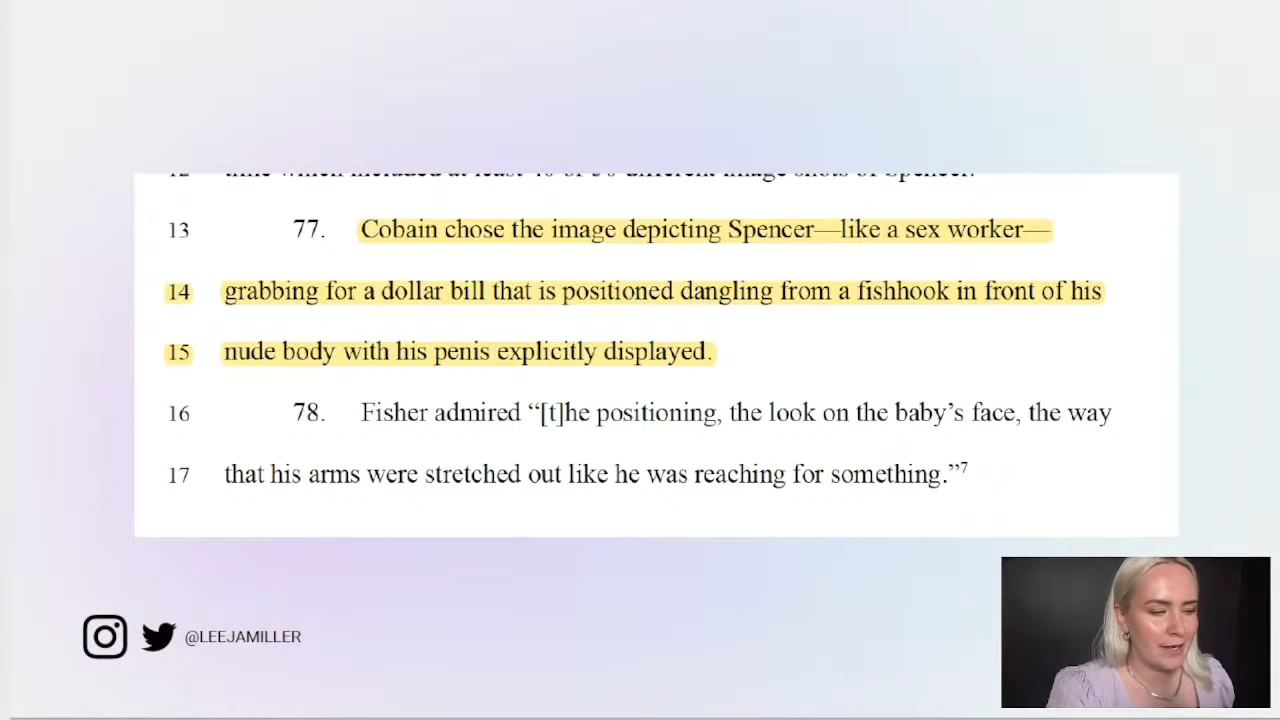 13 77. Cobain chose the image depicting Spencer—like a sex worker—
14 grabbing for a dollar bill that is positioned dangling from a fishhook in front of his
15 nude body with his penis explicitly displayed.
16 78. Fisher admired “[t]he positioning, the look on the baby’s face, the way
17 that his arms were stretched out like he was reaching for something.”7
@LEEJAMILLER